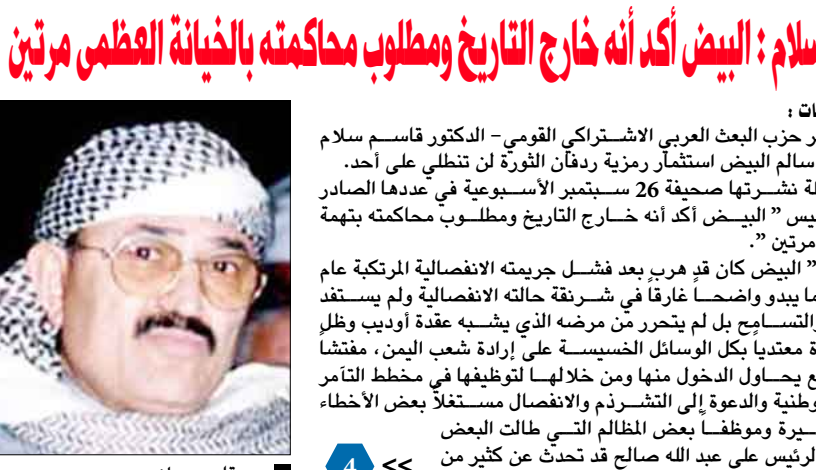 سلام : البيض أكد أنه خارج التاريخ ومطلوب محاكمته بالخيانة العظمى مرتين
حزب البعث العربي الاشتراكي القومي- الدكتور قاسم سلام
سالم البيض استثمار رمزية ردفان الثورة لن تنطلي على أحد.
نشرتها صحيفة 26 سبتمبر الأسبوعية في عددها الصادر
" البيض أكد أنه خارج التاريخ ومطلوب محاكمته بتهمة
مرتين ".
" البيض كان قد هرب بعد فشل جريمته الانفصالية المرتكبة عام
ما يبدو واضحاً غارقاً في شرنقة حالته الانفصالية ولم يستفد
والتسامح بل لم يتحرر من مرضه الذي يشبه عقدة أوديب وظل
معتدياً بكل الوسائل الخسيسة على إرادة شعب اليمن ، مفتشاً
يحاول الدخول منها ومن خلالها لتوظيفها في مخطط التآمر
والدعوة إلى التشرذم والانفصال مستغلاً بعض الأخطاء
وموظفاً بعض المظالم التي طالت البعض
الرئيس علي عبد الله صالح قد تحدث عن كثير من
>> 4